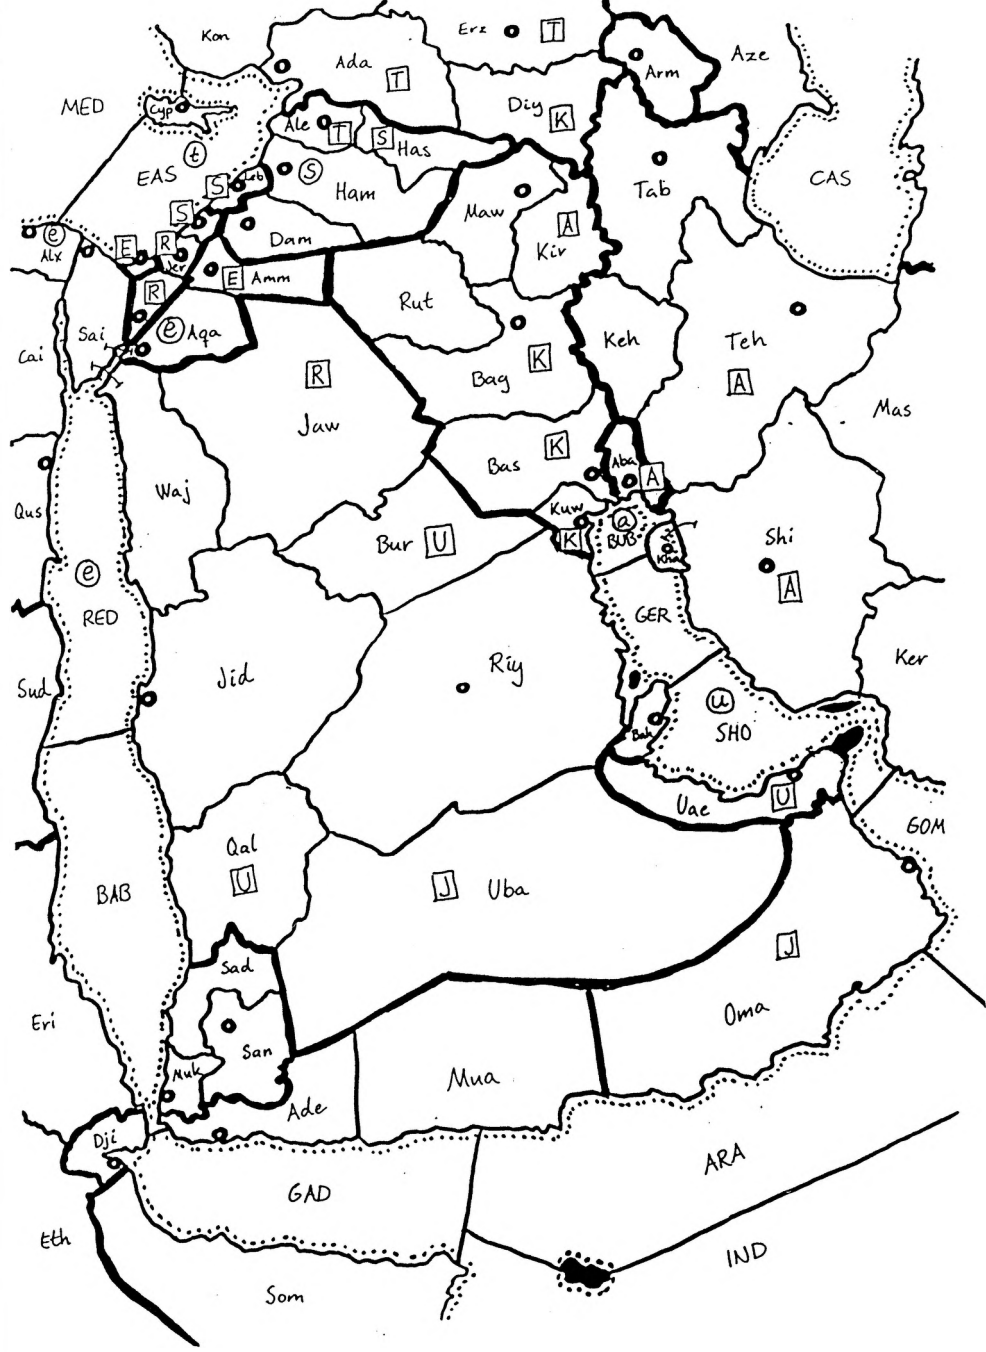 Kon
Erz
T
Ada
T
Arm
Aze
MED
Cyp
Diy
K
Ale
T
S
Has
t
EAS
S
Leb
S
Ham
Tab
CAS
Maw
A
Kir
S
e
Alx
E
R
Jer
Dam
E
Amm
R
Rut
Cai
Sai
e
Aqa
Keh
Teh
Bag
K
R
A
Jaw
Mas
Bas
K
Aba
A
Qus
Waj
Kuw
a
BUB
Bur
U
K
Kha
Shi
e
A
RED
GER
Ker
Sud
Jid
Riy
u
SHO
Bah
Uae
U
GOM
Qal
U
BAB
J
Uba
J
Sad
Eri
Oma
San
Muk
Mua
Ade
Dji
ARA
GAD
Eth
IND
Som